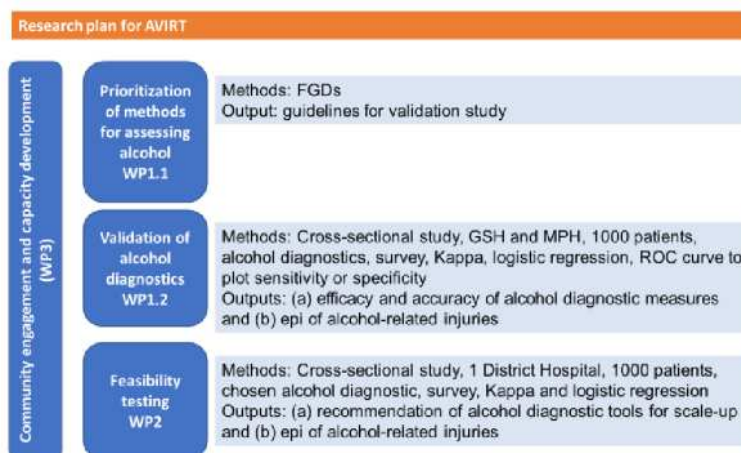 Research plan for AVIRT
Community engagement and capacity development
(WP3)
Prioritization
of methods
for assessing
alcohol
WP1.1
Methods: FGDs
Output: guidelines for validation study
Validation of
alcohol
diagnostics
WP1.2
Methods: Cross-sectional study, GSH and MPH, 1000 patients,
alcohol diagnostics, survey, Kappa, logistic regression, ROC curve to
plot sensitivity or specificity
Outputs: (a) efficacy and accuracy of alcohol diagnostic measures
and (b) epi of alcohol-related injuries
Feasibility
testing
WP2
Methods: Cross-sectional study, 1 District Hospital, 1000 patients,
chosen alcohol diagnostic, survey, Kappa and logistic regression
Outputs: (a) recommendation of alcohol diagnostic tools for scale-up
and (b) epi of alcohol-related injuries